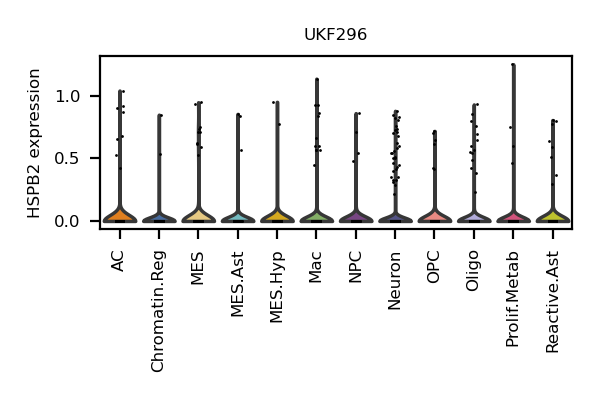 UKF296
HSPB2 expression
1.0
0.5
0.0
AC
Chromatin.Reg
MES
MES.Ast
MES.Hyp
Mac
NPC
Neuron
OPC
Oligo
Prolif.Metab
Reactive.Ast